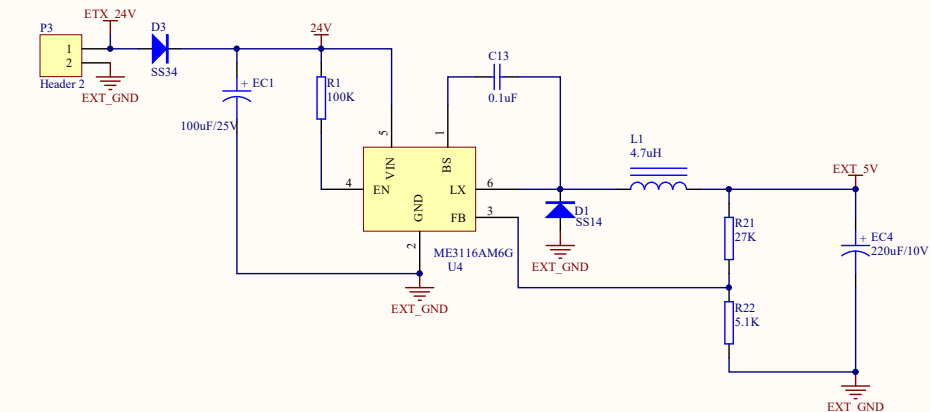 ETX_24V
P3
1
2
Header 2
EXT_GND
D3
SS34
24V
EC1
+
100uF/25V
R1
100K
C13
0.1uF
5
1
VIN
BS
4
EN
LX
6
GND
FB
3
2
ME3116AM6G
U4
EXT_GND
D1
SS14
EXT_GND
L1
4.7uH
EXT_5V
R21
27K
+
EC4
220uF/10V
R22
5.1K
EXT_GND